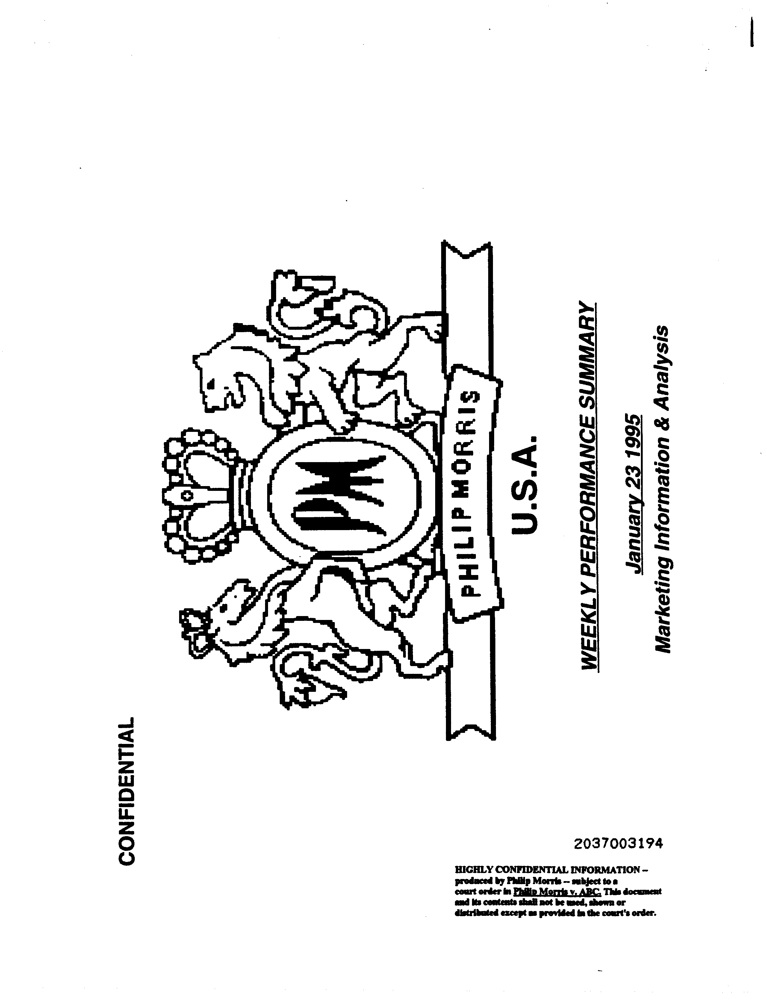 CONFIDENTIAL
PM
PHILIP MORRIS
U.S.A.
WEEKLY PERFORMANCE SUMMARY
January 23 1995
Marketing Information & Analysis
2037003194
HIGHLY CONFIDENTIAL INFORMATION –
produced by Philip Morris – subject to a
court order in Philip Morris v. ABC. This document
and its contents shall not be used, shown or
distributed except as provided in the court's order.